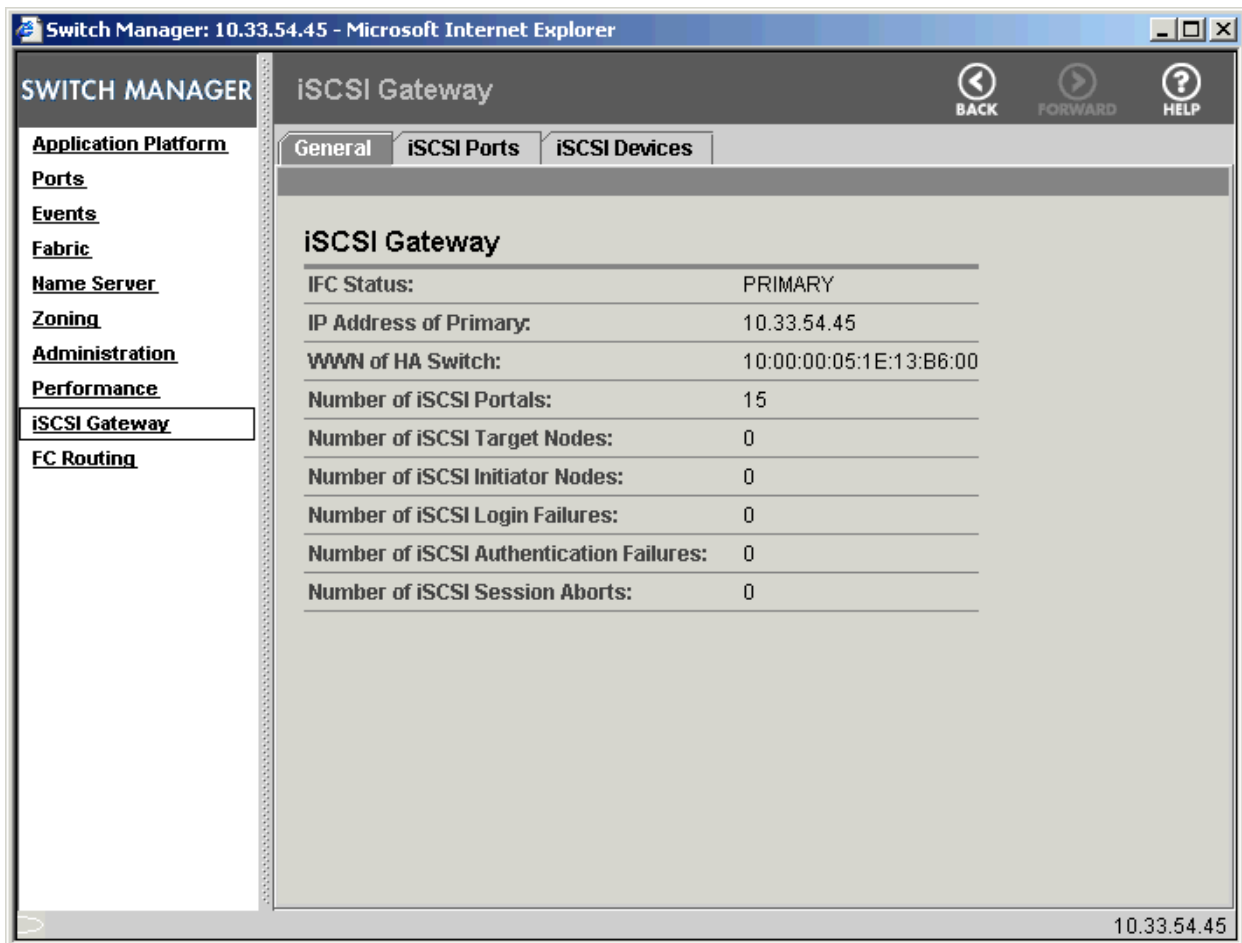 Switch Manager: 10.33.54.45 - Microsoft Internet Explorer
SWITCH MANAGER
iSCSI Gateway
BACK
FORWARD
HELP
Application Platform
Ports
Events
Fabric
Name Server
Zoning
Administration
Performance
iSCSI Gateway
FC Routing
General iSCSI Ports iSCSI Devices
iSCSI Gateway
IFC Status: PRIMARY
IP Address of Primary: 10.33.54.45
WWN of HA Switch: 10:00:00:05:1E:13:B6:00
Number of iSCSI Portals: 15
Number of iSCSI Target Nodes: 0
Number of iSCSI Initiator Nodes: 0
Number of iSCSI Login Failures: 0
Number of iSCSI Authentication Failures: 0
Number of iSCSI Session Aborts: 0
10.33.54.45